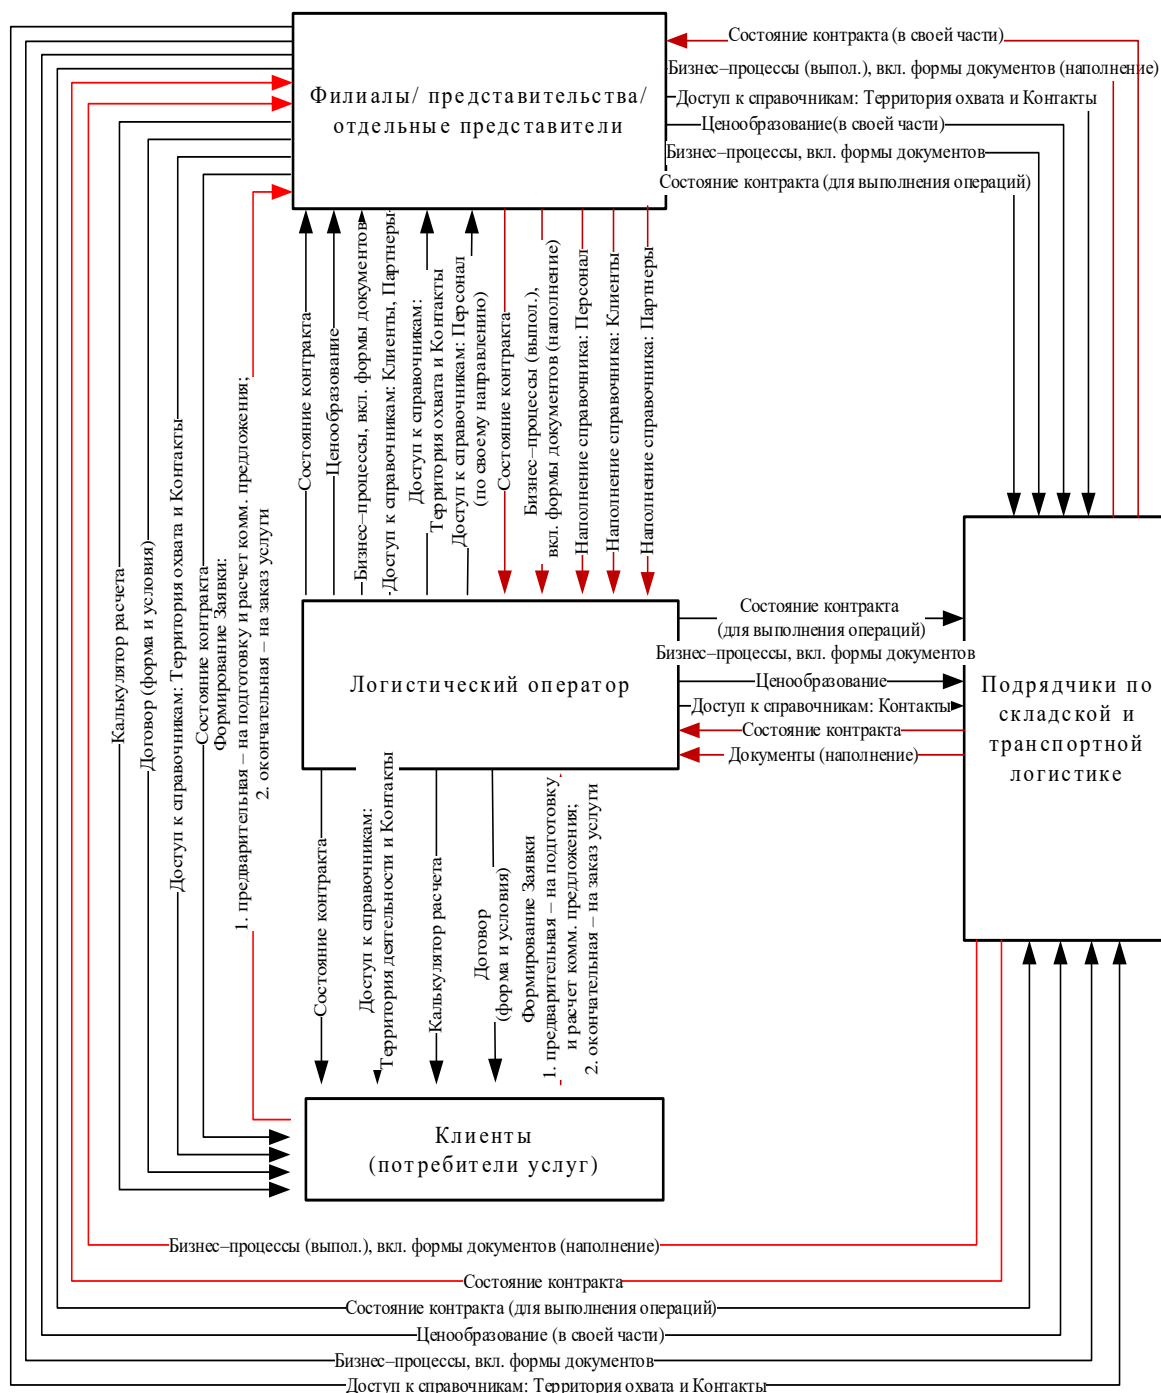 Состояние контракта (в своей части)
Бизнес–процессы (выпол.), вкл. формы документов (наполнение)
Доступ к справочникам: Территория охвата и Контакты
Ценообразование(в своей части)
Бизнес–процессы, вкл. формы документов
Состояние контракта (для выполнения операций)
Филиалы/ представительства/
отдельные представители
Калькулятор расчета
Договор (форма и условия)
Доступ к справочникам: Территория охвата и Контакты
Состояние контракта
Формирование Заявки:
1. предварительная – на подготовку и расчет комм. предложения;
2. окончательная – на заказ услуги
Состояние контракта
Ценообразование
Бизнес–процессы, вкл. формы документов
Доступ к справочникам: Клиенты, Партнеры
Доступ к справочникам:
Территория охвата и Контакты
Доступ к справочникам: Персонал
(по своему направлению)
Состояние контракта
Бизнес–процессы (выпол.),
вкл. формы документов (наполнение)
Наполнение справочника: Персонал
Наполнение справочника: Клиенты
Наполнение справочника: Партнеры
Логистический оператор
Состояние контракта
(для выполнения операций)
Бизнес–процессы, вкл. формы документов
Ценообразование
Доступ к справочникам: Контакты
Состояние контракта
Документы (наполнение)
Подрядчики по
складской и
транспортной
логистике
Состояние контракта
Доступ к справочникам:
Территория деятельности и Контакты
Калькулятор расчета
Договор
(форма и условия)
Формирование Заявки
1. предварительная – на подготовку
и расчет комм. предложения;
2. окончательная – на заказ услуги
Клиенты
(потребители услуг)
Бизнес–процессы (выпол.), вкл. формы документов (наполнение)
Состояние контракта
Состояние контракта (для выполнения операций)
Ценообразование (в своей части)
Бизнес–процессы, вкл. формы документов
Доступ к справочникам: Территория охвата и Контакты